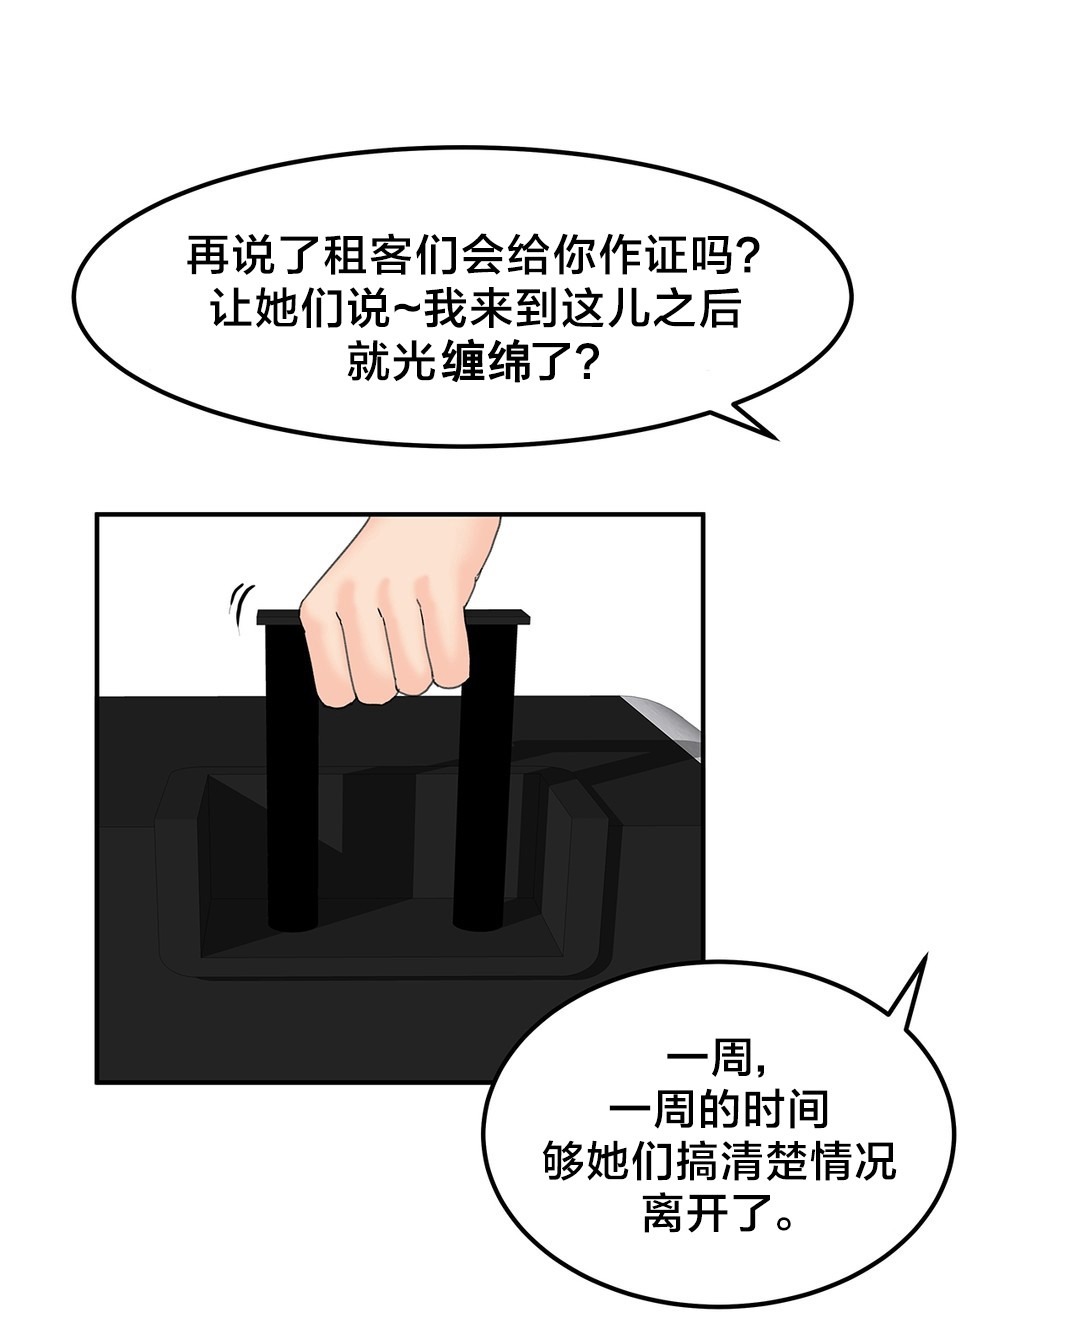 再说了租客们会给你作证吗?
让她们说~我来到这儿之后
就光缠绵了?
一周,
一周的时间
够她们搞清楚情况
离开了。